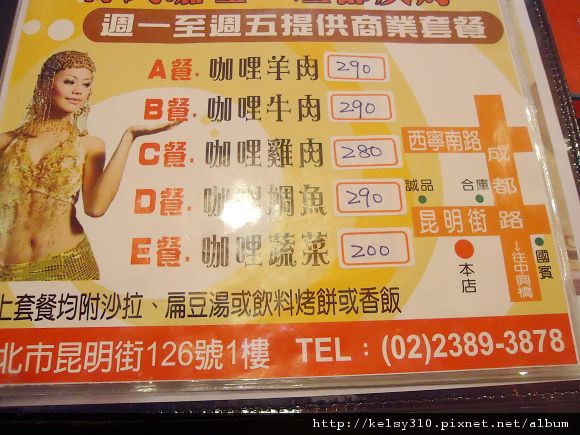 週一至週五提供商業套餐
A餐. 咖哩羊肉 290
B餐. 咖哩牛肉 290
C餐. 咖哩雞肉 280
D餐. 咖哩鯛魚 290
E餐. 咖哩蔬菜 200
西寧南路
成都路
誠品
合庫
昆明街
本店
國賓
↓往中興橋
上套餐均附沙拉、扁豆湯或飲料烤餅或香飯
北市昆明街126號1樓 TEL:(02)2389-3878
http://kelsy310.pixnet.net/album